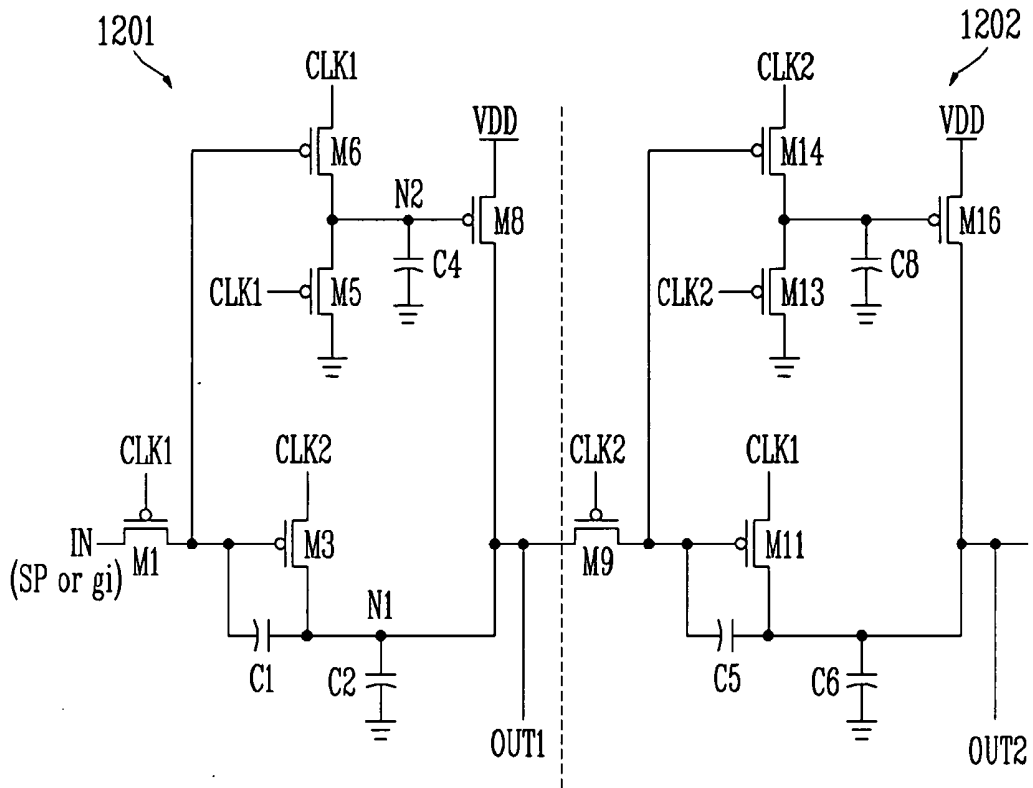 1201
1202
CLK1
CLK2
VDD
VDD
M6
M14
N2
M8
M16
C4
C8
CLK1
M5
CLK2
M13
CLK1
CLK2
CLK2
CLK1
IN
(SP or gi)
M1
M3
M9
M11
N1
C1
C2
C5
C6
OUT1
OUT2